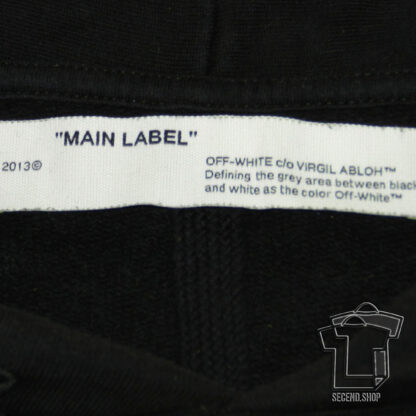 "MAIN LABEL"
2013©
OFF-WHITE c/o VIRGIL ABLOH™
Defining the grey area between black
and white as the color Off-White™
SECEND.SHOP